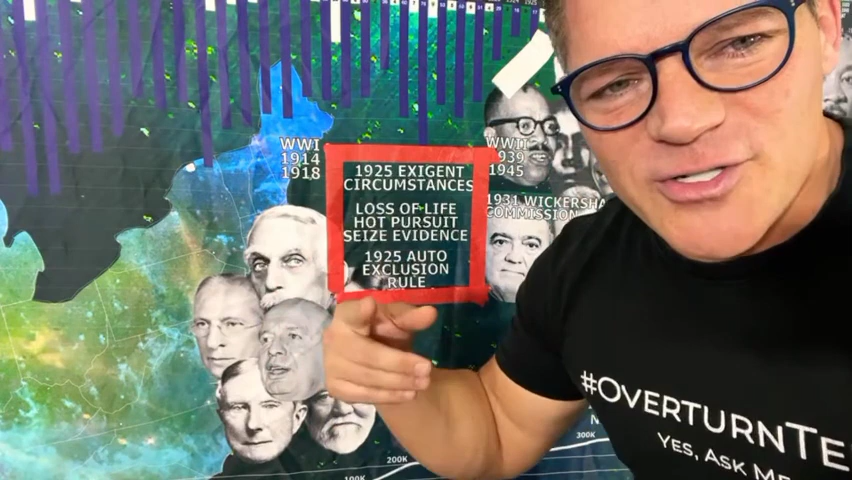 WWI
1914
1918
1925 EXIGENT
CIRCUMSTANCES
LOSS OF LIFE
HOT PURSUIT
SEIZE EVIDENCE
1925 AUTO
EXCLUSION
RULE
WWII
1939
1945
1931 WICKERSHA
COMMISSION
#OVERTURNTE
YES, ASK ME
300K
200K
100K